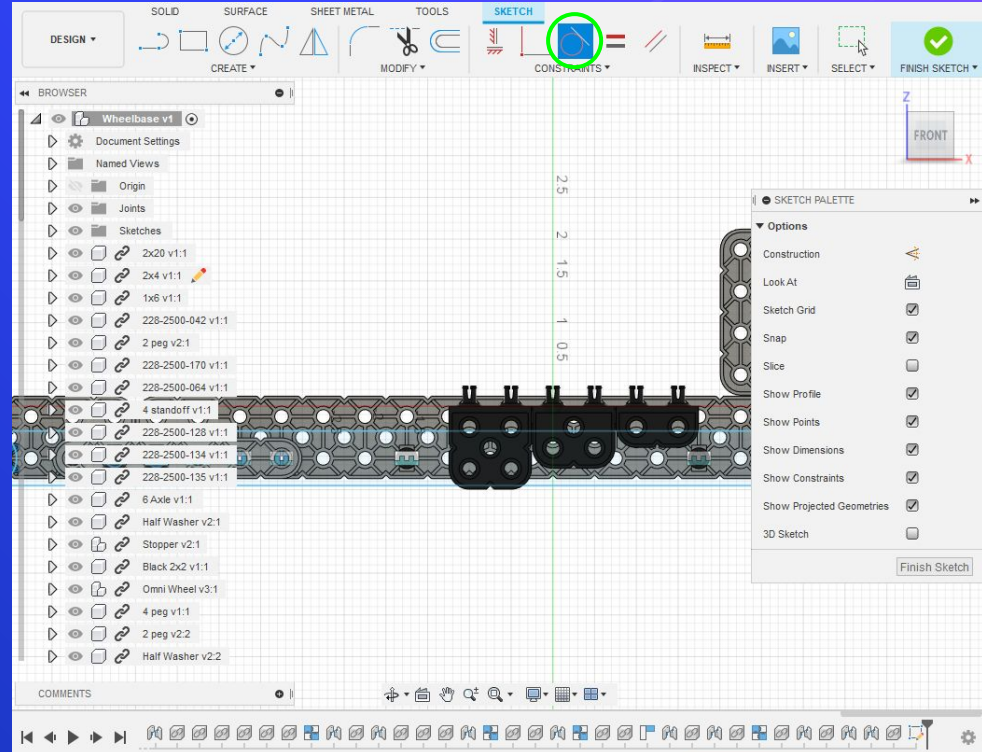 SOLID SURFACE SHEET METAL TOOLS SKETCH
DESIGN
CREATE MODIFY CONSTRAINTS INSPECT INSERT SELECT FINISH SKETCH
BROWSER
Wheelbase v1
Document Settings
Named Views
Origin
Joints
Sketches
2x20 v1:1
2x4 v1:1
1x6 v1:1
228-2500-042 v1:1
2 peg v2:1
228-2500-170 v1:1
228-2500-064 v1:1
4 standoff v1:1
228-2500-128 v1:1
228-2500-134 v1:1
228-2500-135 v1:1
6 Axle v1:1
Half Washer v2:1
Stopper v2:1
Black 2x2 v1:1
Omni Wheel v3:1
4 peg v1:1
2 peg v2:2
Half Washer v2:2
COMMENTS
2.5
2
1.5
1
0.5
Z
FRONT
X
SKETCH PALETTE
Options
Construction
Look At
Sketch Grid
Snap
Slice
Show Profile
Show Points
Show Dimensions
Show Constraints
Show Projected Geometries
3D Sketch
Finish Sketch